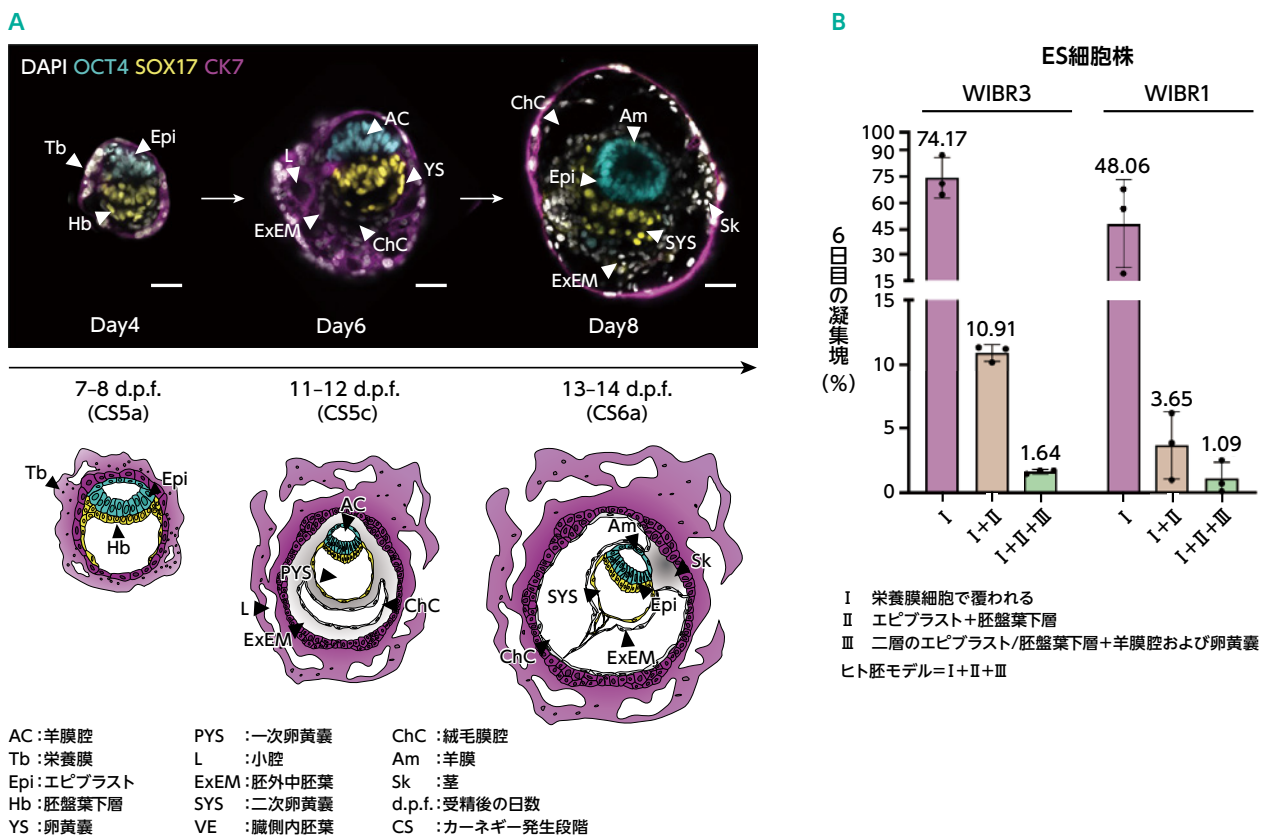 A
DAPI OCT4 SOX17 CK7
Tb
Epi
Hb
Day4
AC
L
YS
ExEM
ChC
Day6
ChC
Am
Epi
Sk
SYS
ExEM
Day8
7–8 d.p.f.
(CS5a)
11–12 d.p.f.
(CS5c)
13–14 d.p.f.
(CS6a)
Tb
Epi
Hb
AC
PYS
L
ChC
ExEM
Am
Sk
SYS
Epi
ChC
ExEM
AC:羊膜腔
Tb:栄養膜
Epi:エピブラスト
Hb:胚盤葉下層
YS:卵黄囊
PYS:一次卵黄囊
L:小腔
ExEM:胚外中胚葉
SYS:二次卵黄囊
VE:臓側内胚葉
ChC:絨毛膜腔
Am:羊膜
Sk:茎
d.p.f.:受精後の日数
CS:カーネギー発生段階
B
ES細胞株
WIBR3
WIBR1
6日目の凝集塊
(%)
100
90
75
60
45
30
15
15
10
5
0
74.17
10.91
1.64
48.06
3.65
1.09
Ⅰ
Ⅰ+Ⅱ
Ⅰ+Ⅱ+Ⅲ
Ⅰ
Ⅰ+Ⅱ
Ⅰ+Ⅱ+Ⅲ
Ⅰ 栄養膜細胞で覆われる
Ⅱ エピブラスト+胚盤葉下層
Ⅲ 二層のエピブラスト/胚盤葉下層+羊膜腔および卵黄囊
ヒト胚モデル=Ⅰ+Ⅱ+Ⅲ